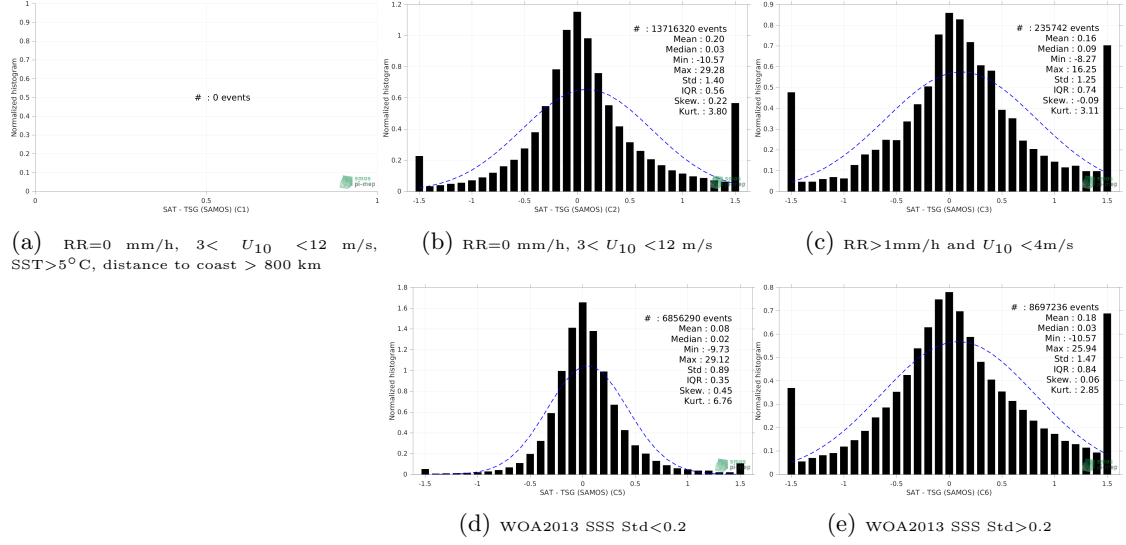 1
0.9
0.8
0.7
0.6
0.5
0.4
0.3
0.2
0.1
0
Normalized histogram
# : 0 events
smos
pi-mep
0
0.5
1
SAT - TSG (SAMOS) (C1)
(a) RR=0 mm/h, 3< U10 <12 m/s,
SST>5°C, distance to coast > 800 km
1.2
1
0.8
0.6
0.4
0.2
0
Normalized histogram
# : 13716320 events
Mean : 0.20
Median : 0.03
Min : -10.57
Max : 29.28
Std : 1.40
IQR : 0.56
Skew. : 0.22
Kurt. : 3.80
smos
pi-mep
-1.5
-1
-0.5
0
0.5
1
1.5
SAT - TSG (SAMOS) (C2)
(b) RR=0 mm/h, 3< U10 <12 m/s
0.9
0.8
0.7
0.6
0.5
0.4
0.3
0.2
0.1
0
Normalized histogram
# : 235742 events
Mean : 0.16
Median : 0.09
Min : -8.27
Max : 16.25
Std : 1.25
IQR : 0.74
Skew. : -0.09
Kurt. : 3.11
smos
pi-mep
-1.5
-1
-0.5
0
0.5
1
1.5
SAT - TSG (SAMOS) (C3)
(c) RR>1mm/h and U10 <4m/s
1.8
1.6
1.4
1.2
1
0.8
0.6
0.4
0.2
0
Normalized histogram
# : 6856290 events
Mean : 0.08
Median : 0.02
Min : -9.73
Max : 29.12
Std : 0.89
IQR : 0.35
Skew. : 0.45
Kurt. : 6.76
smos
pi-mep
-1.5
-1
-0.5
0
0.5
1
1.5
SAT - TSG (SAMOS) (C5)
(d) WOA2013 SSS Std<0.2
0.8
0.7
0.6
0.5
0.4
0.3
0.2
0.1
0
Normalized histogram
# : 8697236 events
Mean : 0.18
Median : 0.03
Min : -10.57
Max : 25.94
Std : 1.47
IQR : 0.84
Skew. : 0.06
Kurt. : 2.85
smos
pi-mep
-1.5
-1
-0.5
0
0.5
1
1.5
SAT - TSG (SAMOS) (C6)
(e) WOA2013 SSS Std>0.2